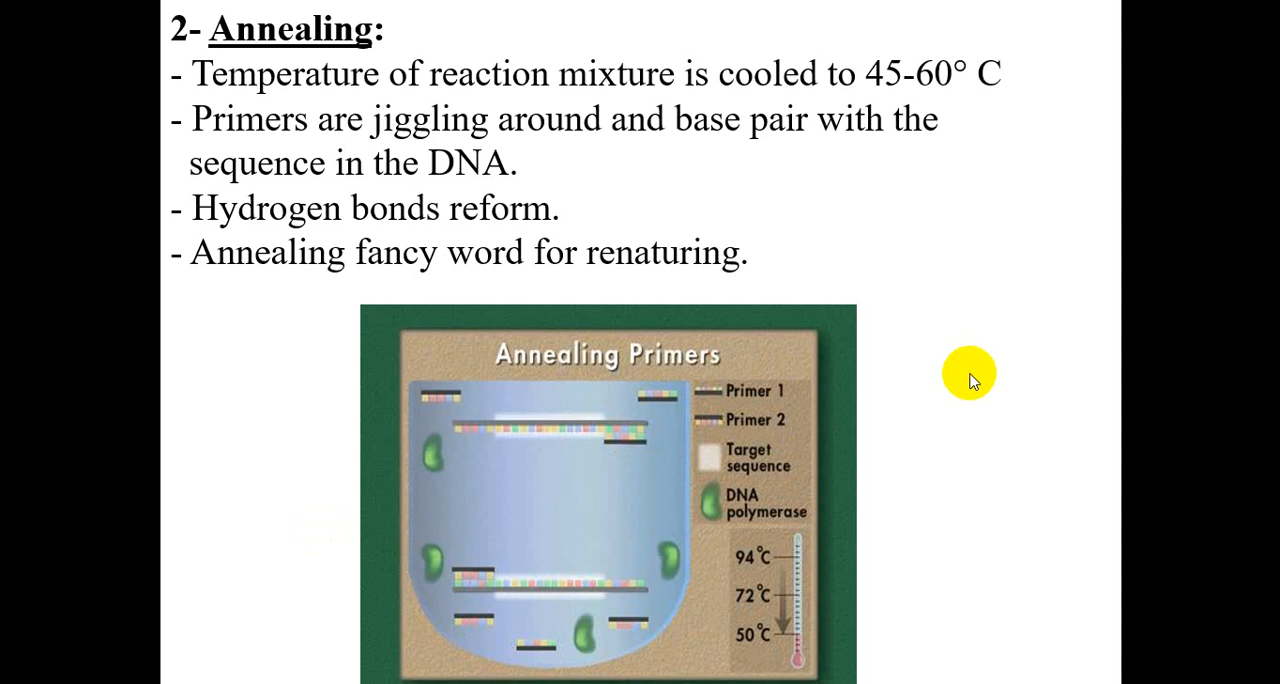 2- Annealing:
- Temperature of reaction mixture is cooled to 45-60° C
- Primers are jiggling around and base pair with the
sequence in the DNA.
- Hydrogen bonds reform.
- Annealing fancy word for renaturing.
Annealing Primers
Primer 1
Primer 2
Target
sequence
DNA
polymerase
94°C
72°C
50°C